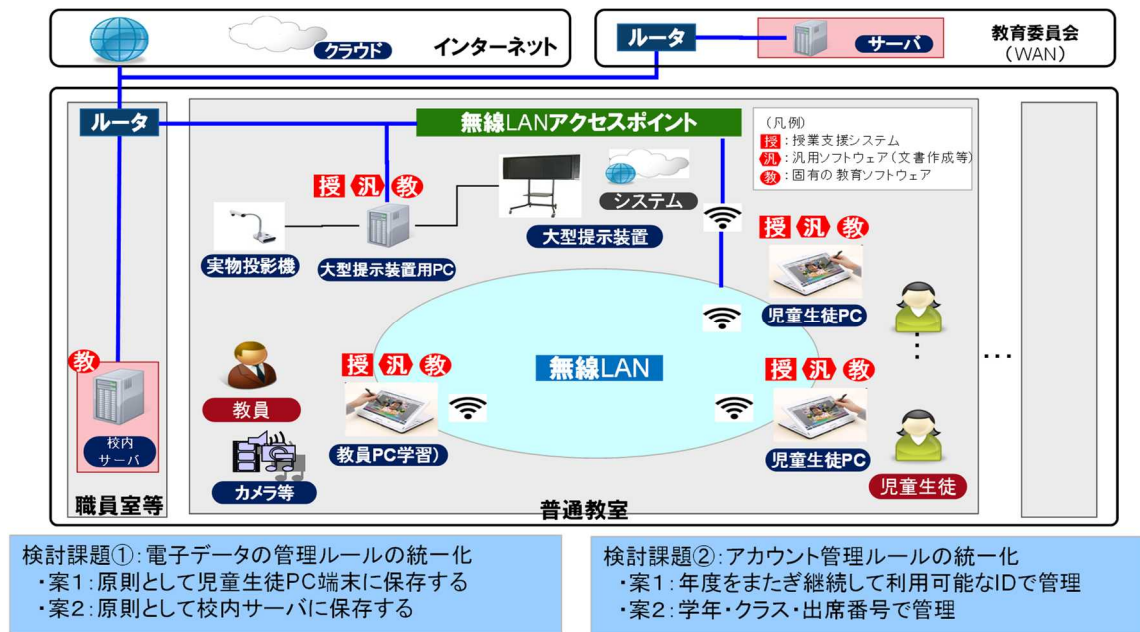 クラウド
インターネット
ルータ
サーバ
教育委員会
(WAN)
ルータ
無線LANアクセスポイント
(凡例)
授：授業支援システム
汎：汎用ソフトウェア(文書作成等)
教：固有の教育ソフトウェア
授 汎 教
システム
実物投影機
大型提示装置用PC
大型提示装置
授 汎 教
児童生徒PC
無線LAN
教
校内
サーバ
教員
授 汎 教
教員PC学習)
カメラ等
授 汎 教
児童生徒PC
児童生徒
…
…
職員室等
普通教室
検討課題①：電子データの管理ルールの統一化
・案1：原則として児童生徒PC端末に保存する
・案2：原則として校内サーバに保存する
検討課題②：アカウント管理ルールの統一化
・案1：年度をまたぎ継続して利用可能なIDで管理
・案2：学年・クラス・出席番号で管理